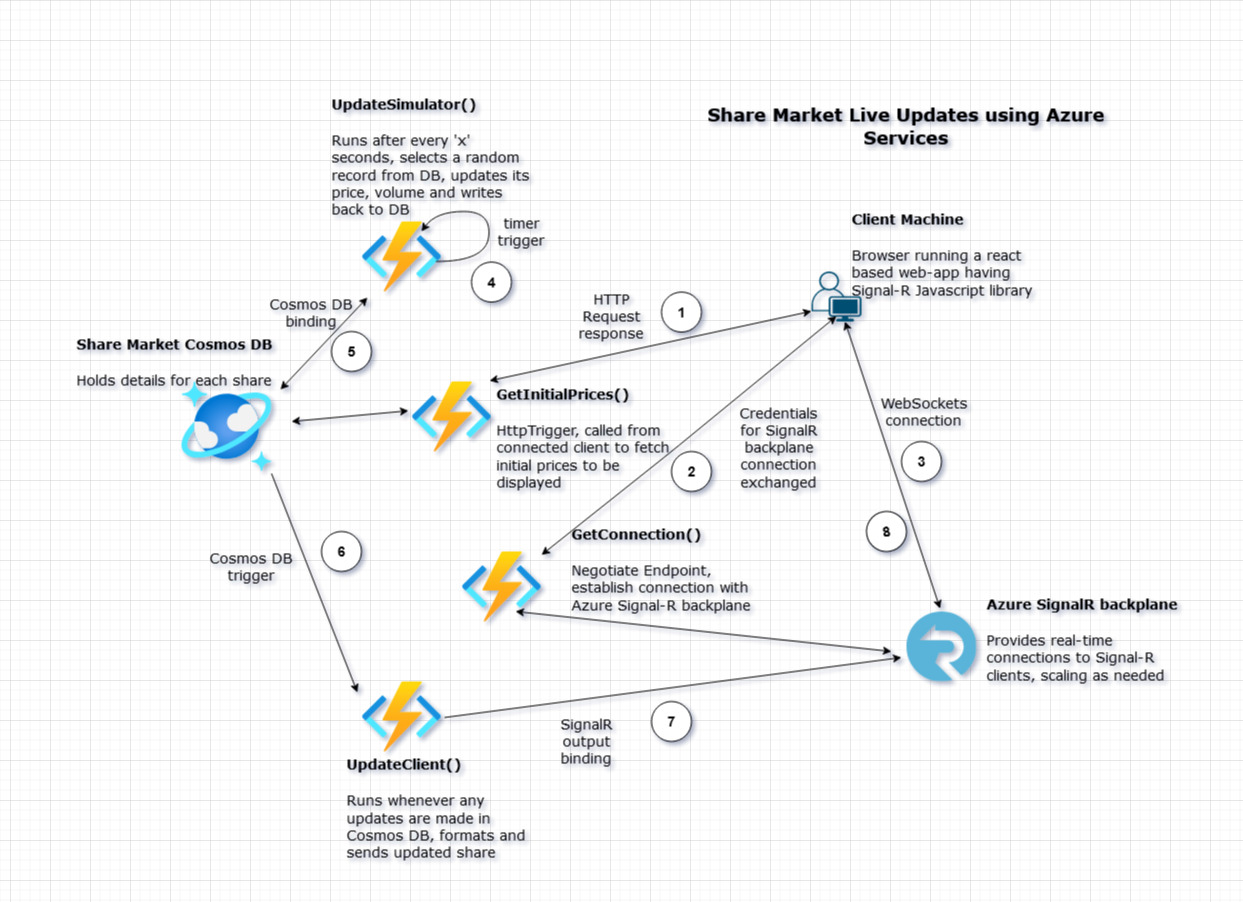 UpdateSimulator()
Runs after every 'x'
seconds, selects a random
record from DB, updates its
price, volume and writes
back to DB
Share Market Live Updates using Azure
Services
timer
trigger
4
Client Machine
Browser running a react
based web-app having
Signal-R Javascript library
Cosmos DB
binding
5
HTTP
Request
response
1
Share Market Cosmos DB
Holds details for each share
GetInitialPrices()
HttpTrigger, called from
connected client to fetch
initial prices to be
displayed
Credentials
for SignalR
backplane
connection
exchanged
2
WebSockets
connection
3
8
Cosmos DB
trigger
6
GetConnection()
Negotiate Endpoint,
establish connection with
Azure Signal-R backplane
Azure SignalR backplane
Provides real-time
connections to Signal-R
clients, scaling as needed
SignalR
output
binding
7
UpdateClient()
Runs whenever any
updates are made in
Cosmos DB, formats and
sends updated share